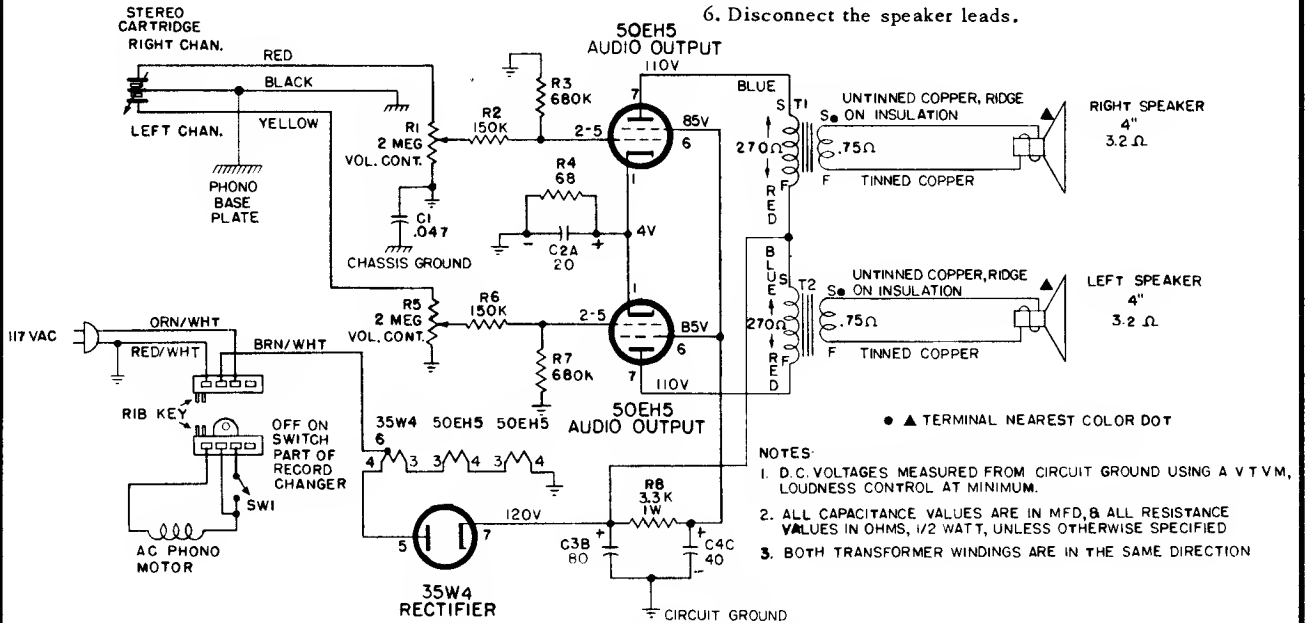 6. Disconnect the speaker leads.
STEREO
CARTRIDGE
RIGHT CHAN.
RED
BLACK
YELLOW
LEFT CHAN.
PHONO
BASE
PLATE
R1
2 MEG
VOL. CONT.
C1
.047
CHASSIS GROUND
R2
150K
R3
680K
2-5
50EH5
AUDIO OUTPUT
110V
7
85V
6
1
R4
68
C2A
20
-
+
4V
BLUE
S T1
270Ω
RED
F
S
.75Ω
F
UNTINNED COPPER, RIDGE
ON INSULATION
TINNED COPPER
RIGHT SPEAKER
4"
3.2 Ω
R5
2 MEG
VOL. CONT.
R6
150K
2-5
R7
680K
1
85V
6
7
110V
50EH5
AUDIO OUTPUT
BLUE
S T2
270Ω
RED
F
S
.75Ω
F
UNTINNED COPPER, RIDGE
ON INSULATION
TINNED COPPER
LEFT SPEAKER
4"
3.2 Ω
117 VAC
ORN/WHT
RED/WHT
BRN/WHT
RIB KEY
OFF ON
SWITCH
PART OF
RECORD
CHANGER
SW1
AC PHONO
MOTOR
35W4 50EH5 50EH5
6
4 3 3 4 3 4
5
7
35W4
RECTIFIER
120V
R8
3.3K
1W
+
C3B
80
+
C4C
40
-
CIRCUIT GROUND
● ▲ TERMINAL NEAREST COLOR DOT
NOTES:
1. D.C. VOLTAGES MEASURED FROM CIRCUIT GROUND USING A VTVM,
LOUDNESS CONTROL AT MINIMUM.
2. ALL CAPACITANCE VALUES ARE IN MFD, & ALL RESISTANCE
VALUES IN OHMS, 1/2 WATT, UNLESS OTHERWISE SPECIFIED
3. BOTH TRANSFORMER WINDINGS ARE IN THE SAME DIRECTION